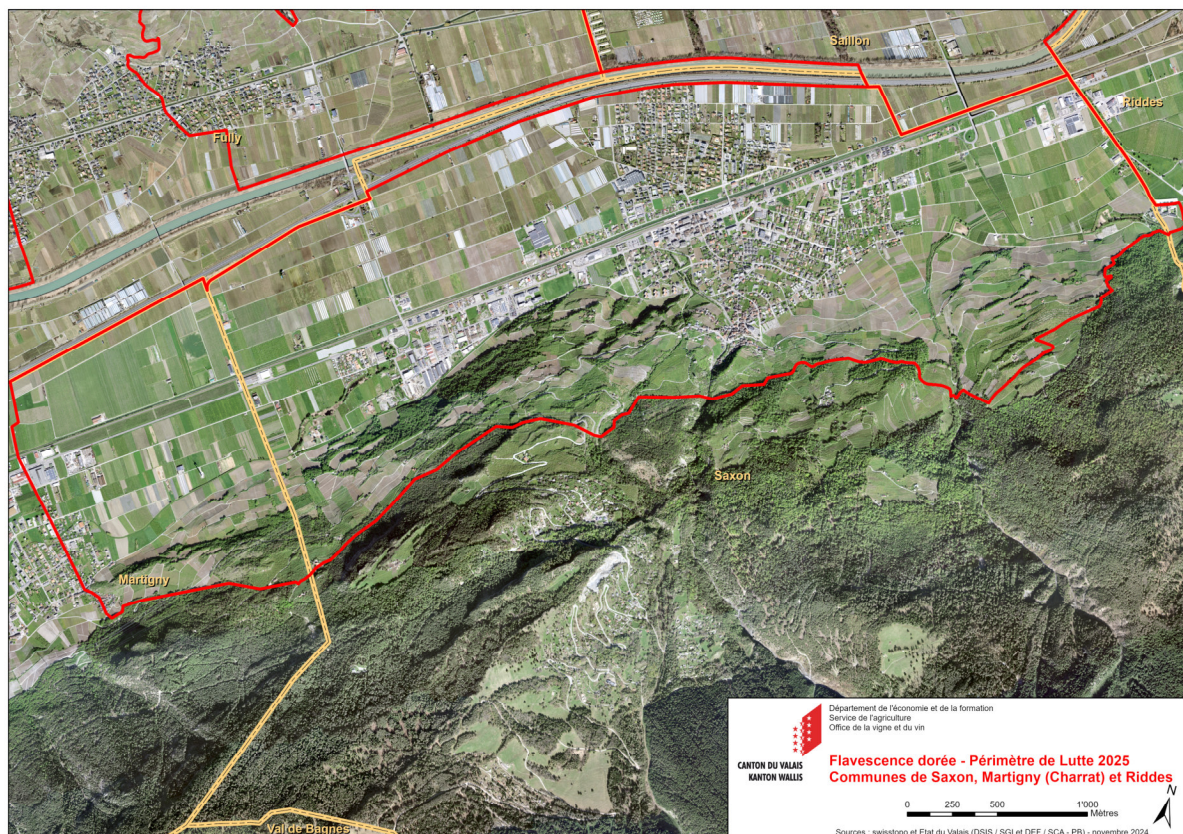 Saillon
Riddes
Fully
Saxon
Martigny
Val de Bagnes
Département de l'économie et de la formation
Service de l'agriculture
Office de la vigne et du vin
CANTON DU VALAIS
KANTON WALLIS
Flavescence dorée - Périmètre de Lutte 2025
Communes de Saxon, Martigny (Charrat) et Riddes
0 250 500 1'000
Mètres
N
Sources : swisstopo et Etat du Valais (DSIS / SGI et DEF / SCA - PB) - novembre 2024